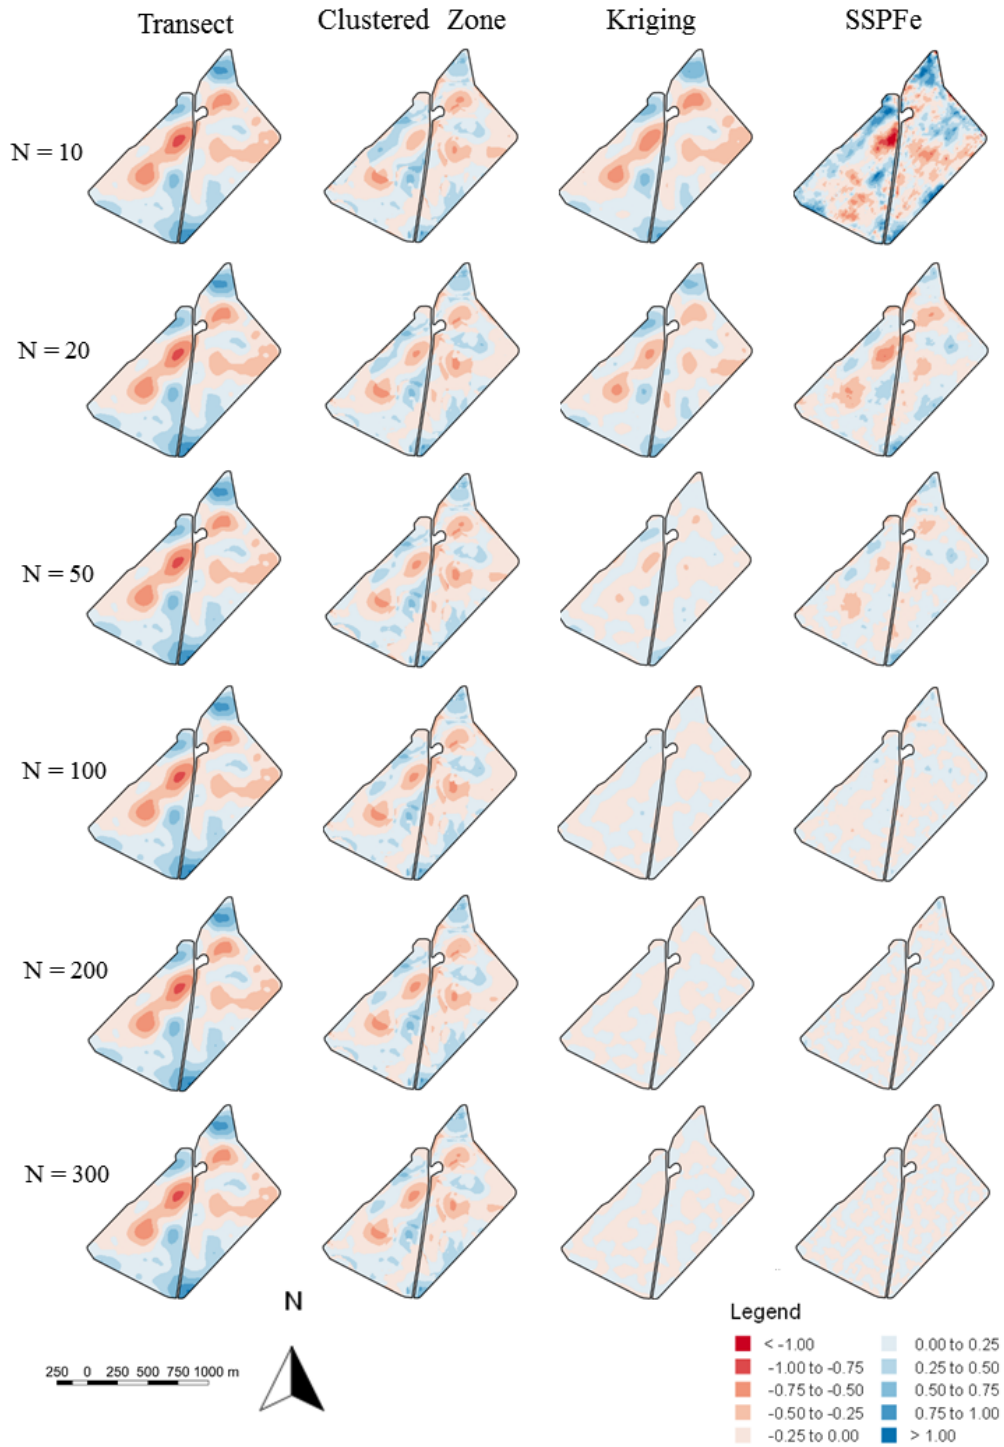 Transect Clustered Zone Kriging SSPFe
N = 10
N = 20
N = 50
N = 100
N = 200
N = 300
N
250 0 250 500 750 1000 m
Legend
< -1.00 0.00 to 0.25
-1.00 to -0.75 0.25 to 0.50
-0.75 to -0.50 0.50 to 0.75
-0.50 to -0.25 0.75 to 1.00
-0.25 to 0.00 > 1.00